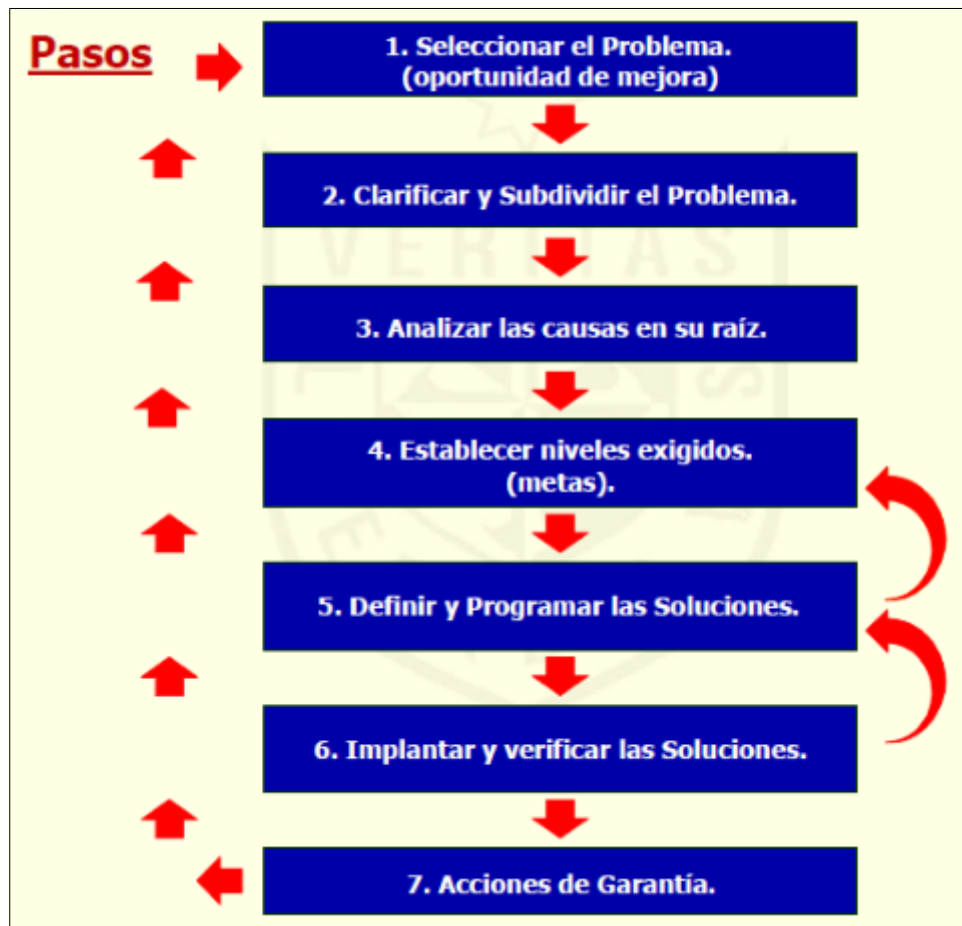 Pasos
1. Seleccionar el Problema.
(oportunidad de mejora)
2. Clarificar y Subdividir el Problema.
VERITAS
3. Analizar las causas en su raíz.
4. Establecer niveles exigidos.
(metas).
5. Definir y Programar las Soluciones.
6. Implantar y verificar las Soluciones.
7. Acciones de Garantía.